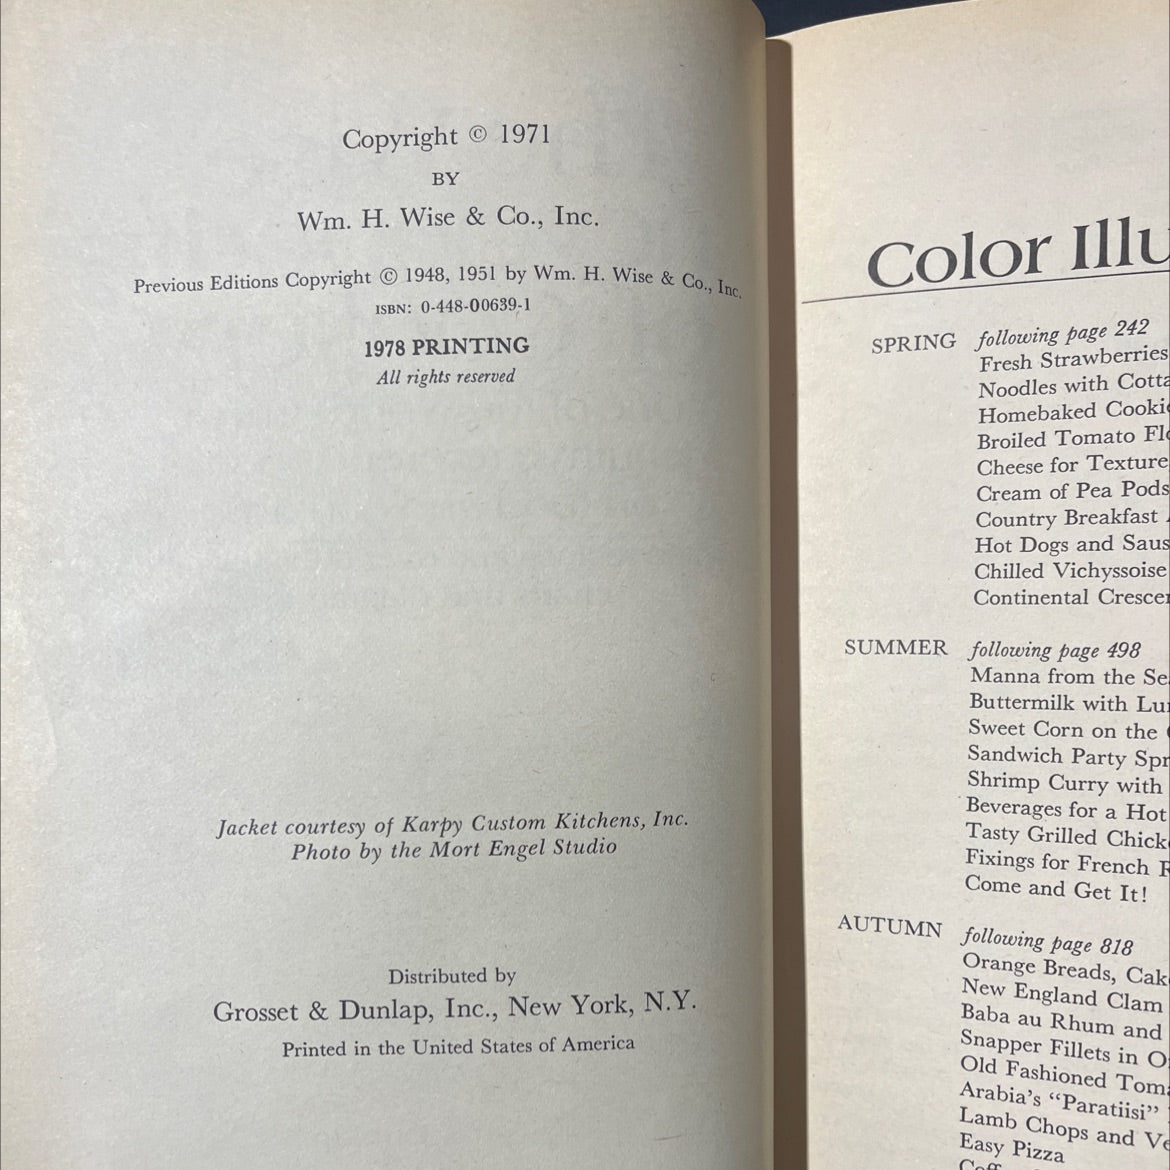 Copyright © 1971
BY
Wm. H. Wise & Co., Inc.
Previous Editions Copyright © 1948, 1951 by Wm. H. Wise & Co., Inc.
ISBN: 0-448-00639-1
1978 PRINTING
All rights reserved
Jacket courtesy of Karpy Custom Kitchens, Inc.
Photo by the Mort Engel Studio
Distributed by
Grosset & Dunlap, Inc., New York, N.Y.
Printed in the United States of America
Color Illu
SPRING following page 242
Fresh Strawberries
Noodles with Cotta
Homebaked Cookie
Broiled Tomato Flo
Cheese for Texture
Cream of Pea Pods
Country Breakfast
Hot Dogs and Saus
Chilled Vichyssoise
Continental Crescen
SUMMER following page 498
Manna from the Se
Buttermilk with Lun
Sweet Corn on the
Sandwich Party Spr
Shrimp Curry with
Beverages for a Hot
Tasty Grilled Chick
Fixings for French F
Come and Get It!
AUTUMN following page 818
Orange Breads, Cak
New England Clam
Baba au Rhum and
Snapper Fillets in O
Old Fashioned Toma
Arabia's “Paratiisi”
Lamb Chops and Ve
Easy Pizza